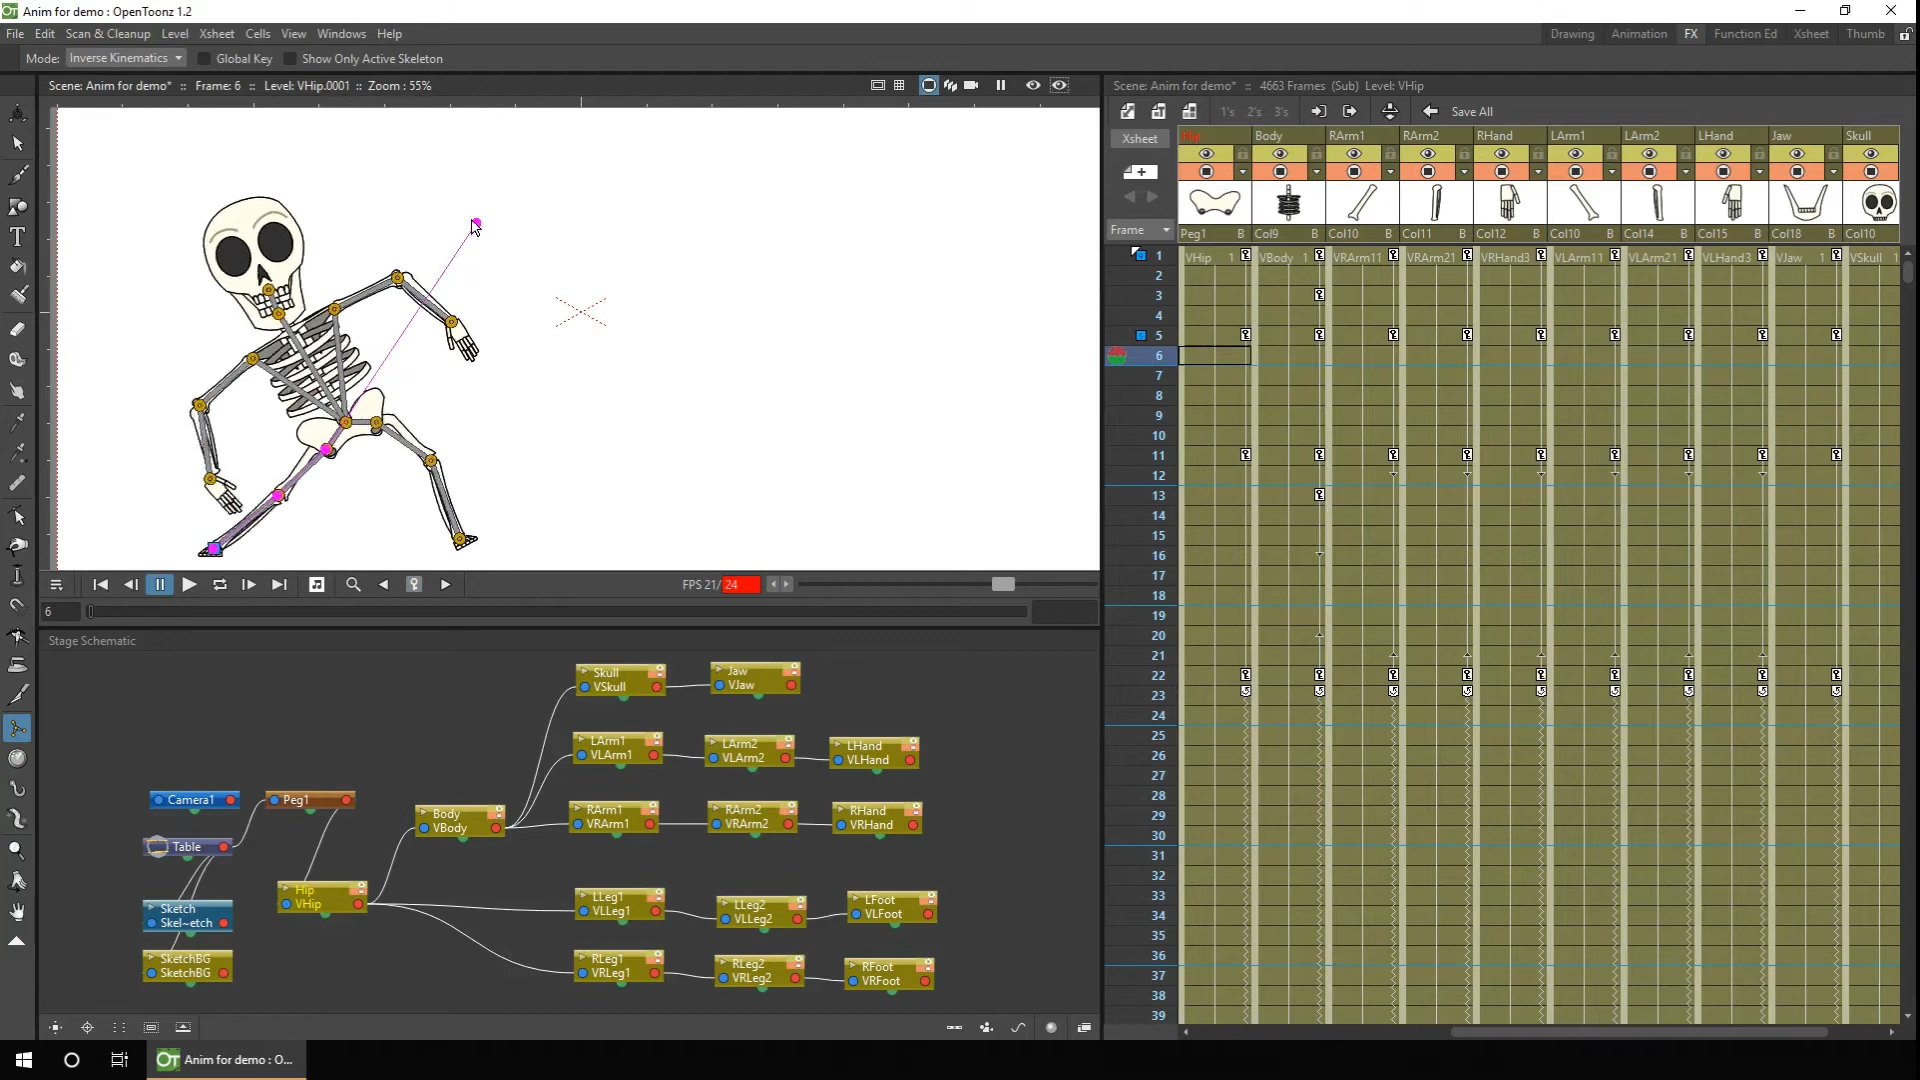 Anim for demo : OpenToonz 1.2
File Edit Scan & Cleanup Level Xsheet Cells View Windows Help
Drawing Animation FX Function Ed Xsheet Thumb
Mode: Inverse Kinematics Global Key Show Only Active Skeleton
Scene: Anim for demo* :: Frame: 6 :: Level: VHip.0001 :: Zoom : 55%
Scene: Anim for demo* :: 4663 Frames (Sub) Level: VHip
1's 2's 3's Save All
Xsheet
Hip Body RArm1 RArm2 RHand LArm1 LArm2 LHand Jaw Skull
Frame
Peg1 B Col9 B Col10 B Col11 B Col12 B Col10 B Col14 B Col15 B Col18 B Col10
VHip 1 VBody 1 VRArm11 VRArm21 VRHand3 VLArm11 VLArm21 VLHand3 VJaw 1 VSkull 1
1
2
3
4
5
6
7
8
9
10
11
12
13
14
15
16
17
18
19
20
21
22
23
24
25
26
27
28
29
30
31
32
33
34
35
36
37
38
39
FPS 21/ 24
6
Stage Schematic
Skull
VSkull
Jaw
VJaw
LArm1
VLArm1
LArm2
VLArm2
LHand
VLHand
Camera1
Peg1
Body
VBody
RArm1
VRArm1
RArm2
VRArm2
RHand
VRHand
Table
Hip
VHip
LLeg1
VLLeg1
LLeg2
VLLeg2
LFoot
VLFoot
Sketch
Skel~etch
SketchBG
SketchBG
RLeg1
VRLeg1
RLeg2
VRLeg2
RFoot
VRFoot
Anim for demo : O...